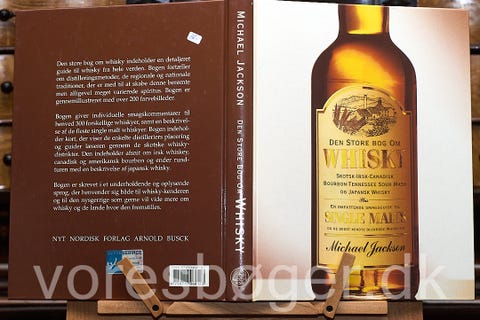 Den store bog om whisky indeholder en detaljeret
guide til whisky fra hele verden. Bogen fortæller
om distilleringsmetoder, de regionale og nationale
traditioner, der er med til at skabe denne berømte
men alligevel meget varierede spiritus. Bogen er
gennemillustreret med over 200 farvebilleder.
Bogen giver individuelle smagskommentarer til
henved 300 forskellige whiskyer, samt en beskrivelse
af de fleste single malt whiskyer. Bogen indeholder
kort, der viser de enkelte distilleriers placering
og guider læseren gennem de skotske whisky-
distrikter. Den indeholder afsnit om irsk whiskey,
canadisk og amerikansk bourbon og ender rund-
turen med en beskrivelse af japansk whisky.
Bogen er skrevet i et underholdende og oplysende
sprog, der henvender sig både til whisky-kenderen
og til den nysgerrige som gerne vil vide mere om
whisky og de lande hvor den fremstilles.
NYT NORDISK FORLAG ARNOLD BUSCK
MICHAEL JACKSON DEN STORE BOG OM WHISKY
DEN STORE BOG OM
WHISKY
SKOTSK-IRSK-CANADISK
BOURBON-TENNESSEE SOUR MASH
OG JAPANSK WHISKY
SINGLE MALTS
Michael Jackson
voresbøger.dk